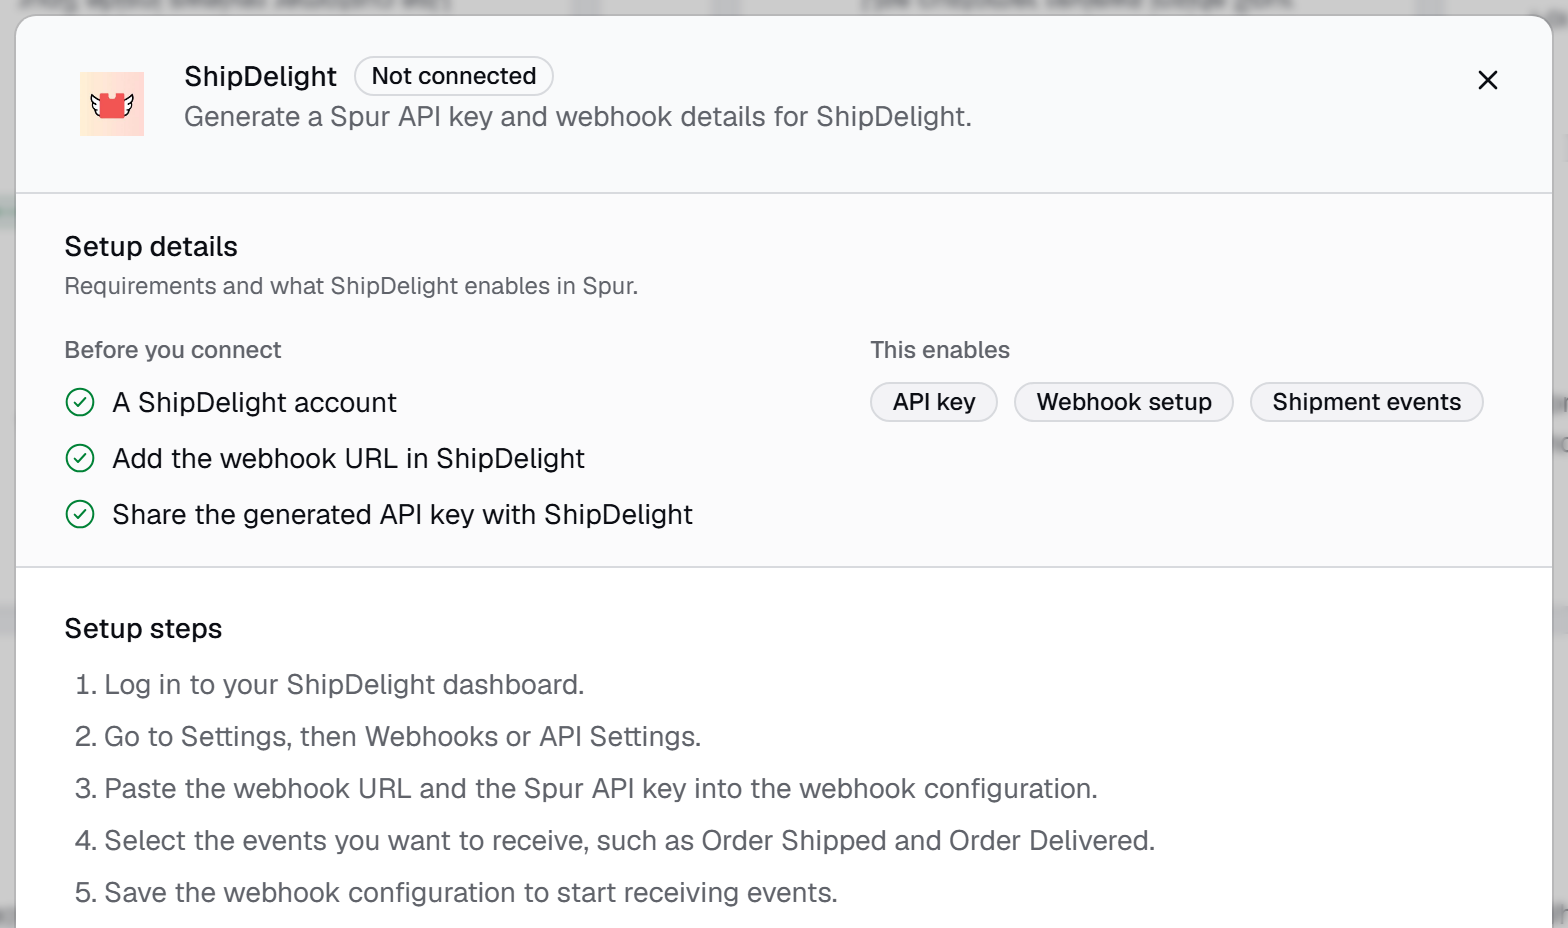 ShipDelight
Not connected
Generate a Spur API key and webhook details for ShipDelight.
Setup details
Requirements and what ShipDelight enables in Spur.
Before you connect
A ShipDelight account
Add the webhook URL in ShipDelight
Share the generated API key with ShipDelight
This enables
API key
Webhook setup
Shipment events
Setup steps
1. Log in to your ShipDelight dashboard.
2. Go to Settings, then Webhooks or API Settings.
3. Paste the webhook URL and the Spur API key into the webhook configuration.
4. Select the events you want to receive, such as Order Shipped and Order Delivered.
5. Save the webhook configuration to start receiving events.